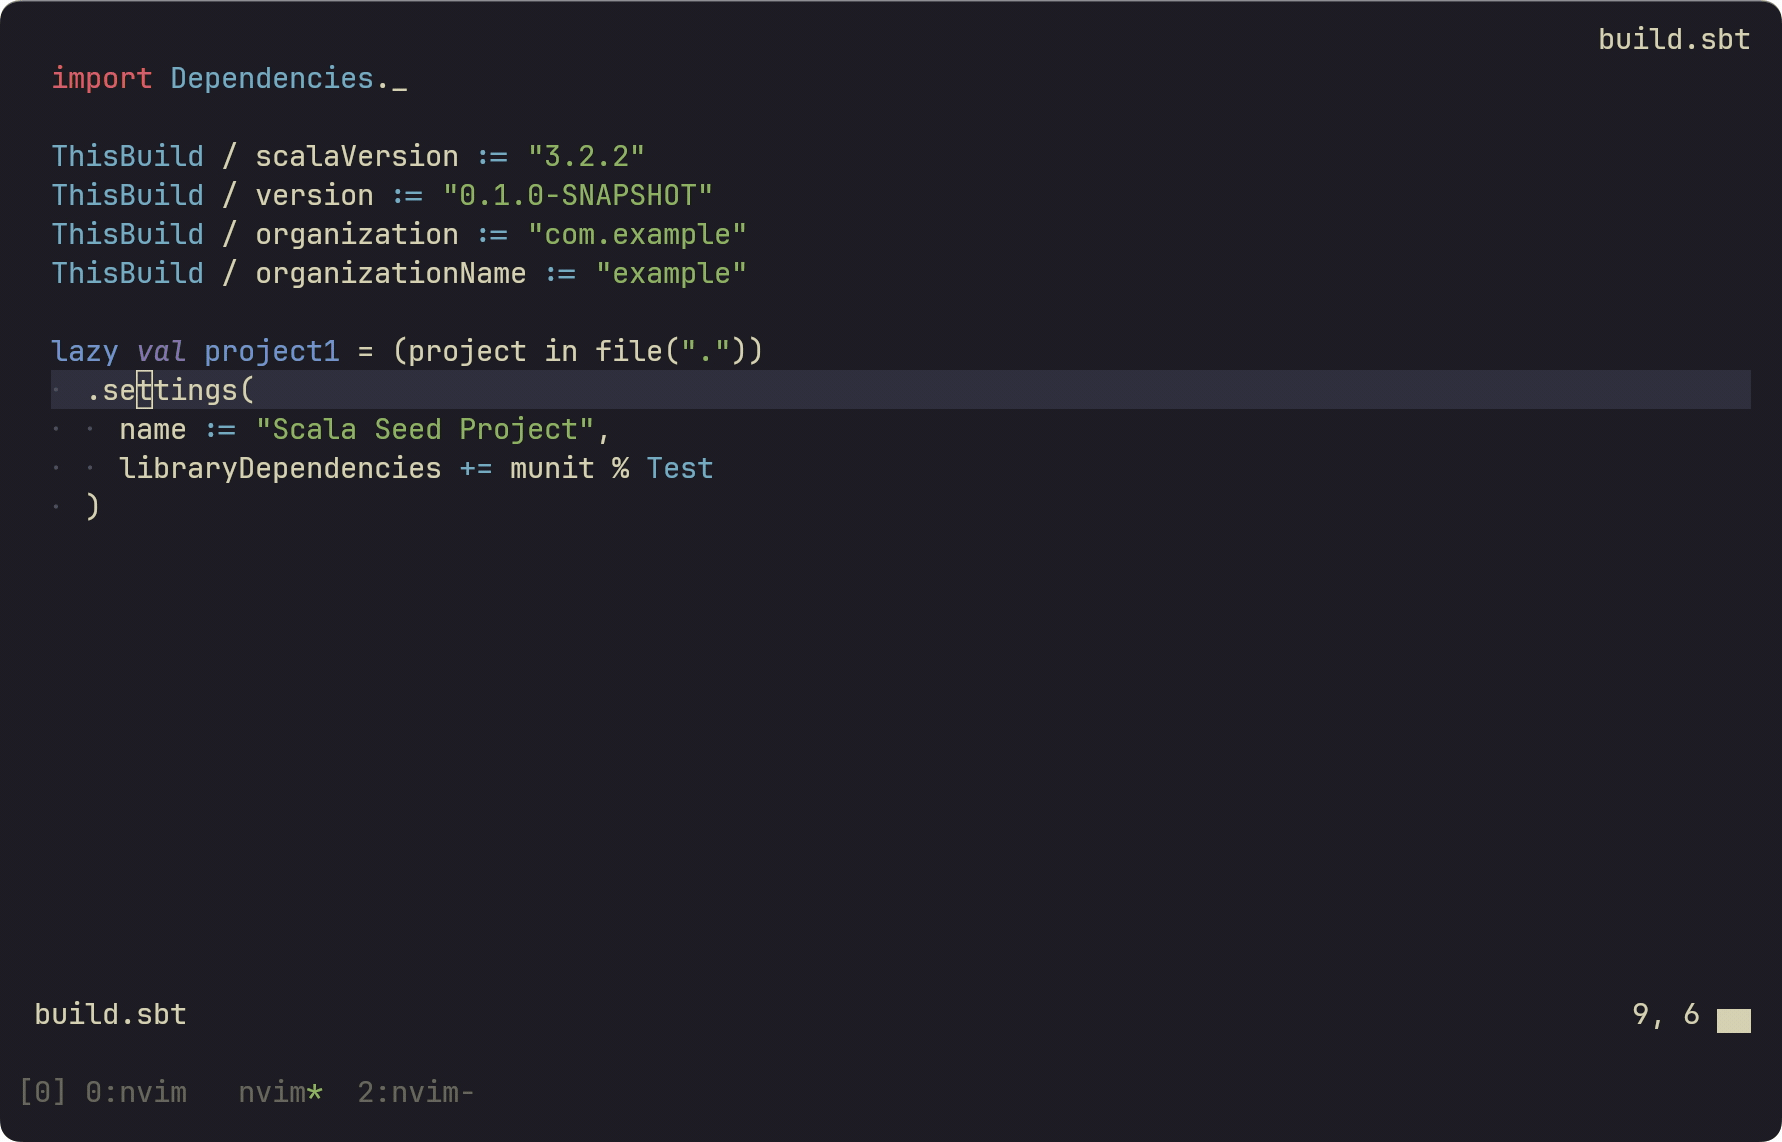 build.sbt
import Dependencies._
ThisBuild / scalaVersion := "3.2.2"
ThisBuild / version := "0.1.0-SNAPSHOT"
ThisBuild / organization := "com.example"
ThisBuild / organizationName := "example"
lazy val project1 = (project in file("."))
  .settings(
    name := "Scala Seed Project",
    libraryDependencies += munit % Test
  )
build.sbt 9, 6
[0] 0:nvim nvim* 2:nvim-